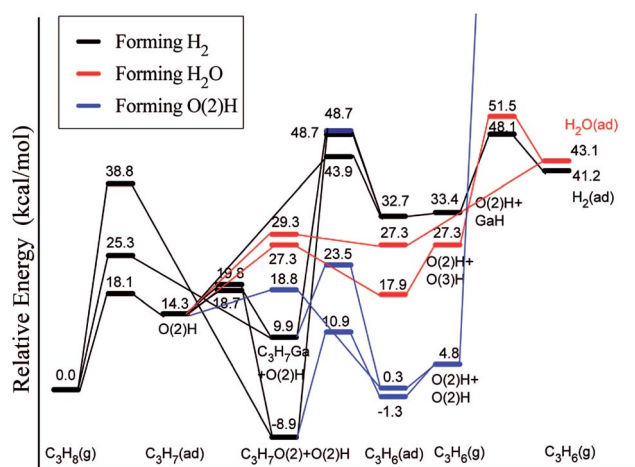 Forming H2
Forming H2O
Forming O(2)H
Relative Energy (kcal/mol)
0.0
38.8
25.3
18.1
14.3
O(2)H
19.8
18.7
29.3
27.3
18.8
9.9
C3H7Ga
+O(2)H
-8.9
48.7
48.7
43.9
23.5
10.9
32.7
27.3
17.9
0.3
-1.3
33.4
O(2)H+
GaH
27.3
O(2)H+
O(3)H
4.8
O(2)H+
O(2)H
51.5
48.1
H2O(ad)
43.1
41.2
H2(ad)
C3H8(g)
C3H7(ad)
C3H7O(2)+O(2)H
C3H6(ad)
C3H6(g)
C3H6(g)